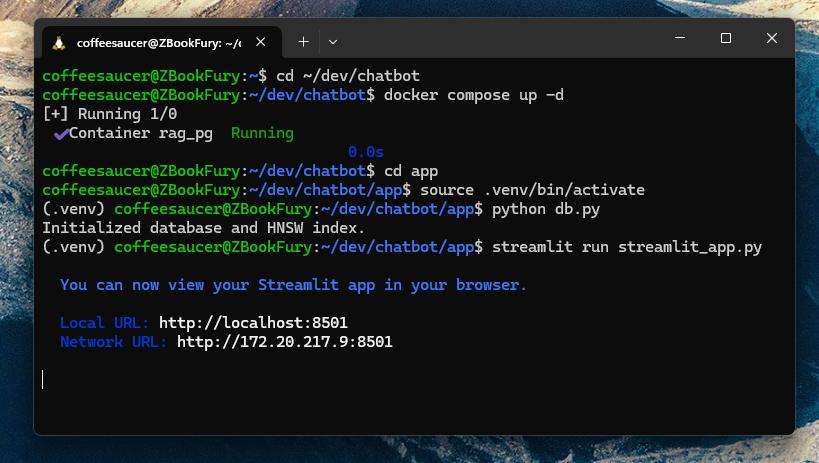 coffeesaucer@ZBookFury: ~/c
coffeesaucer@ZBookFury:~$ cd ~/dev/chatbot
coffeesaucer@ZBookFury:~/dev/chatbot$ docker compose up -d
[+] Running 1/0
✔Container rag_pg  Running
0.0s
coffeesaucer@ZBookFury:~/dev/chatbot$ cd app
coffeesaucer@ZBookFury:~/dev/chatbot/app$ source .venv/bin/activate
(.venv) coffeesaucer@ZBookFury:~/dev/chatbot/app$ python db.py
Initialized database and HNSW index.
(.venv) coffeesaucer@ZBookFury:~/dev/chatbot/app$ streamlit run streamlit_app.py
You can now view your Streamlit app in your browser.
Local URL: http://localhost:8501
Network URL: http://172.20.217.9:8501